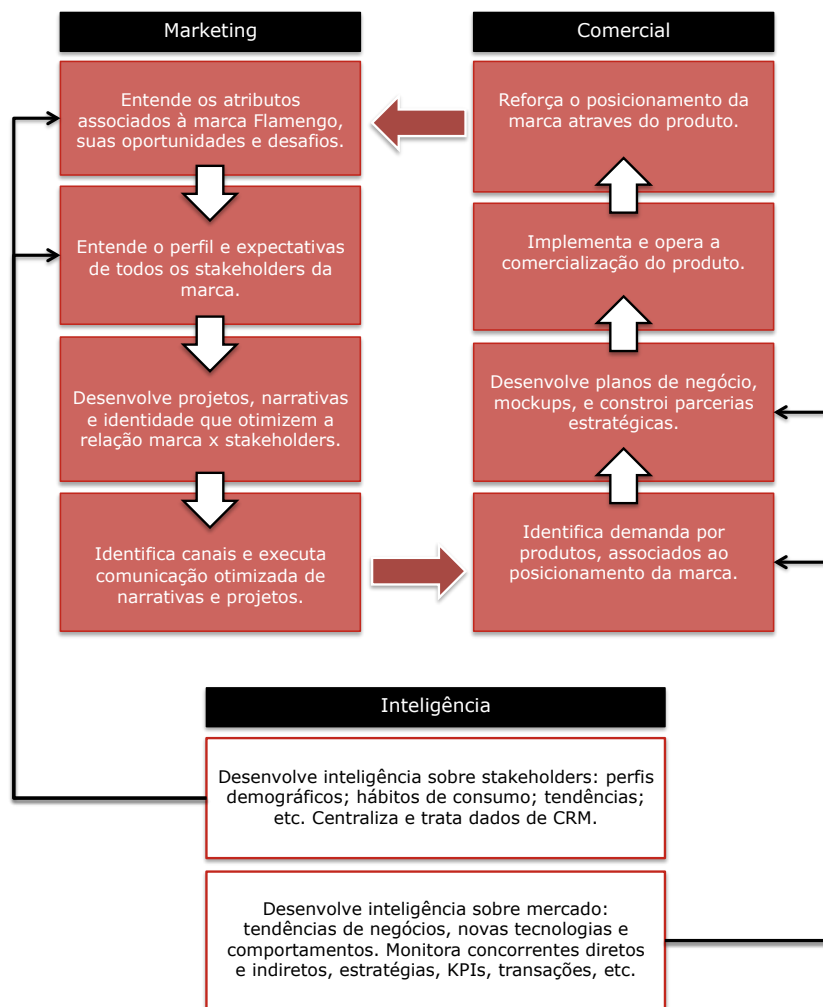 Marketing
Entende os atributos
associados à marca Flamengo,
suas oportunidades e desafios.
Entende o perfil e expectativas
de todos os stakeholders da
marca.
Desenvolve projetos, narrativas
e identidade que otimizem a
relação marca x stakeholders.
Identifica canais e executa
comunicação otimizada de
narrativas e projetos.
Comercial
Reforça o posicionamento da
marca atraves do produto.
Implementa e opera a
comercialização do produto.
Desenvolve planos de negócio,
mockups, e constroi parcerias
estratégicas.
Identifica demanda por
produtos, associados ao
posicionamento da marca.
Inteligência
Desenvolve inteligência sobre stakeholders: perfis
demográficos; hábitos de consumo; tendências;
etc. Centraliza e trata dados de CRM.
Desenvolve inteligência sobre mercado:
tendências de negócios, novas tecnologias e
comportamentos. Monitora concorrentes diretos
e indiretos, estratégias, KPIs, transações, etc.